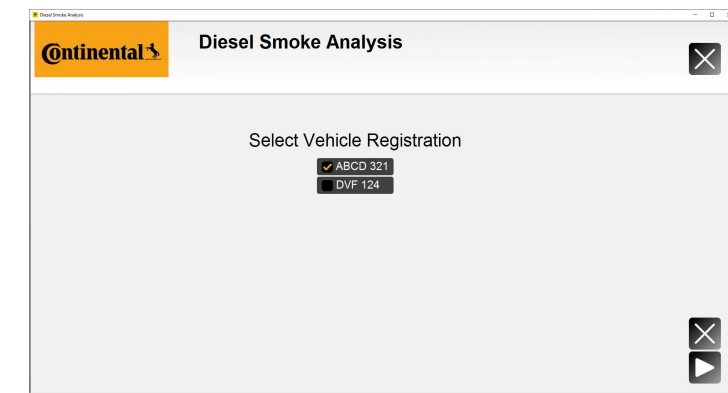 Diesel Smoke Analysis
Continental
Diesel Smoke Analysis
Select Vehicle Registration
ABCD 321
DVF 124